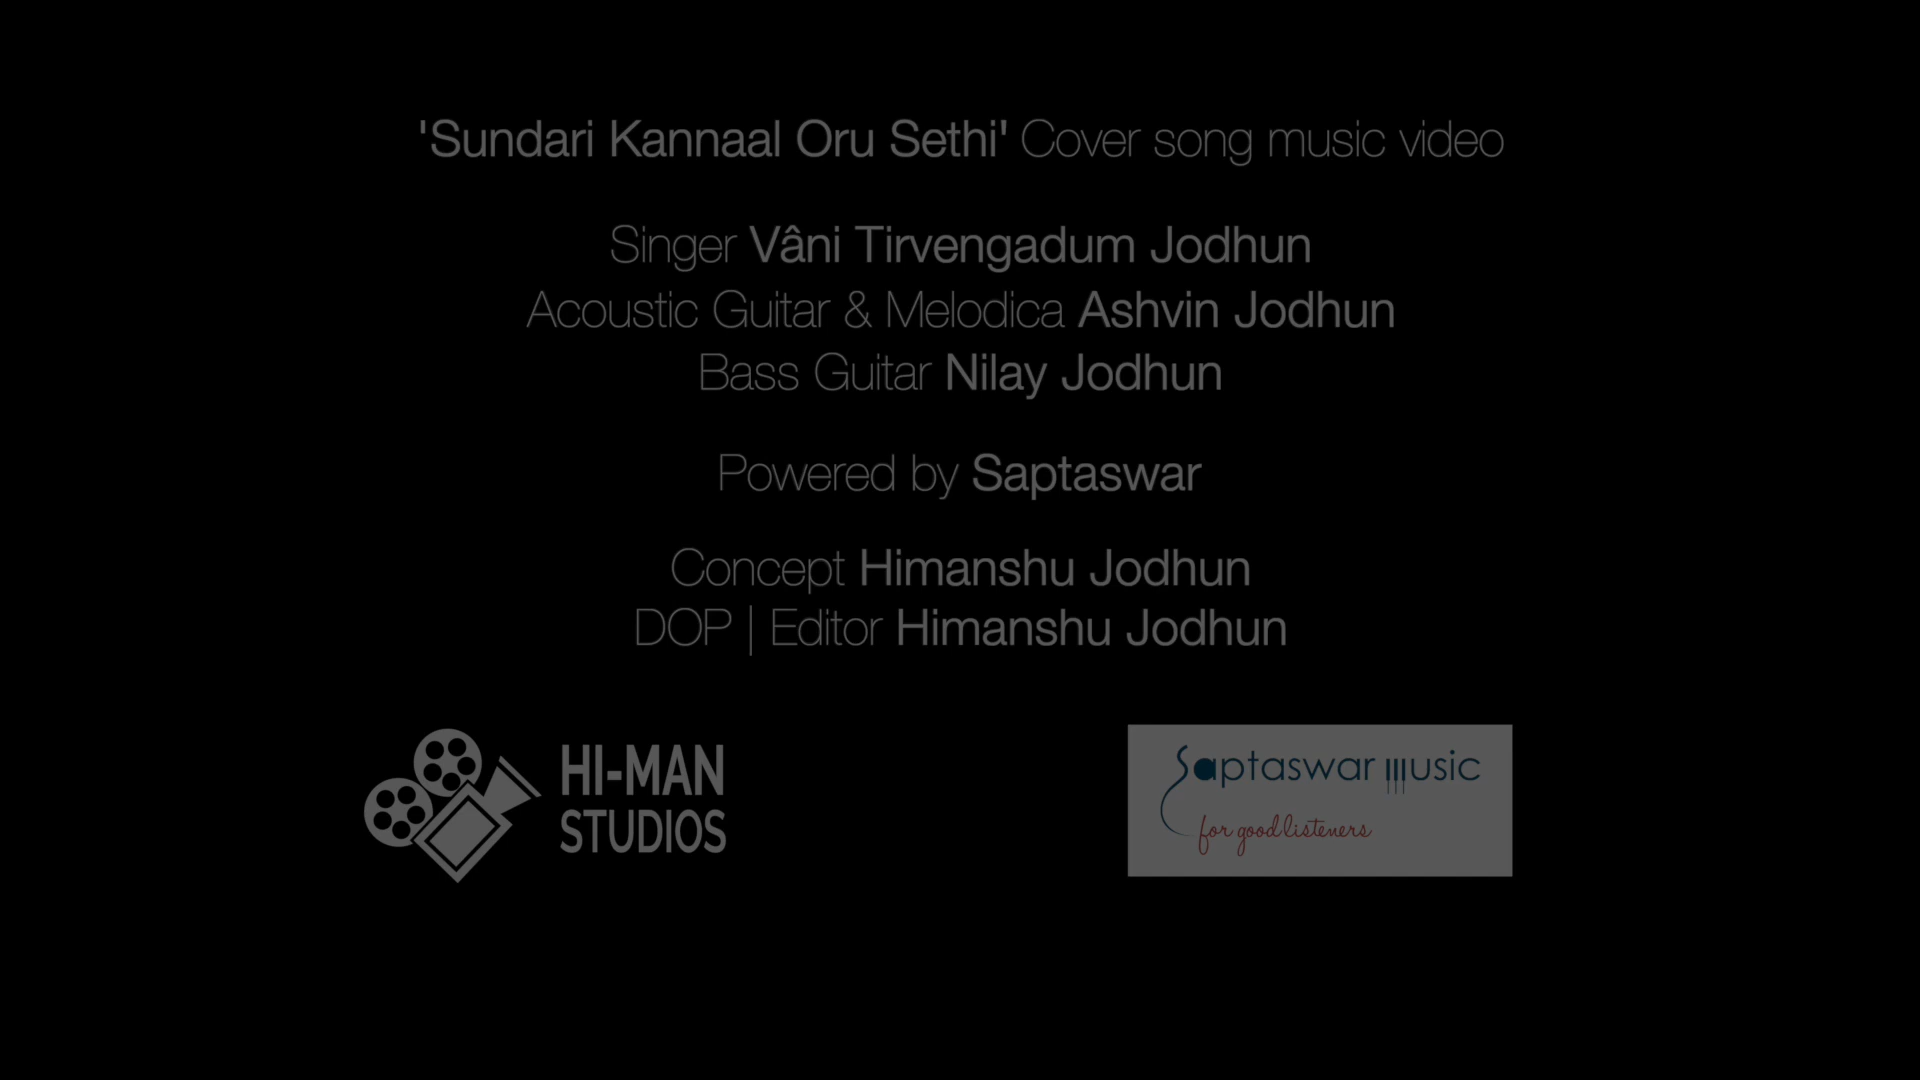 'Sundari Kannaal Oru Sethi' Cover song music video
Singer Vâni Tirvengadum Jodhun
Acoustic Guitar & Melodica Ashvin Jodhun
Bass Guitar Nilay Jodhun
Powered by Saptaswar
Concept Himanshu Jodhun
DOP | Editor Himanshu Jodhun
HI-MAN
STUDIOS
Saptaswar music
for good listeners